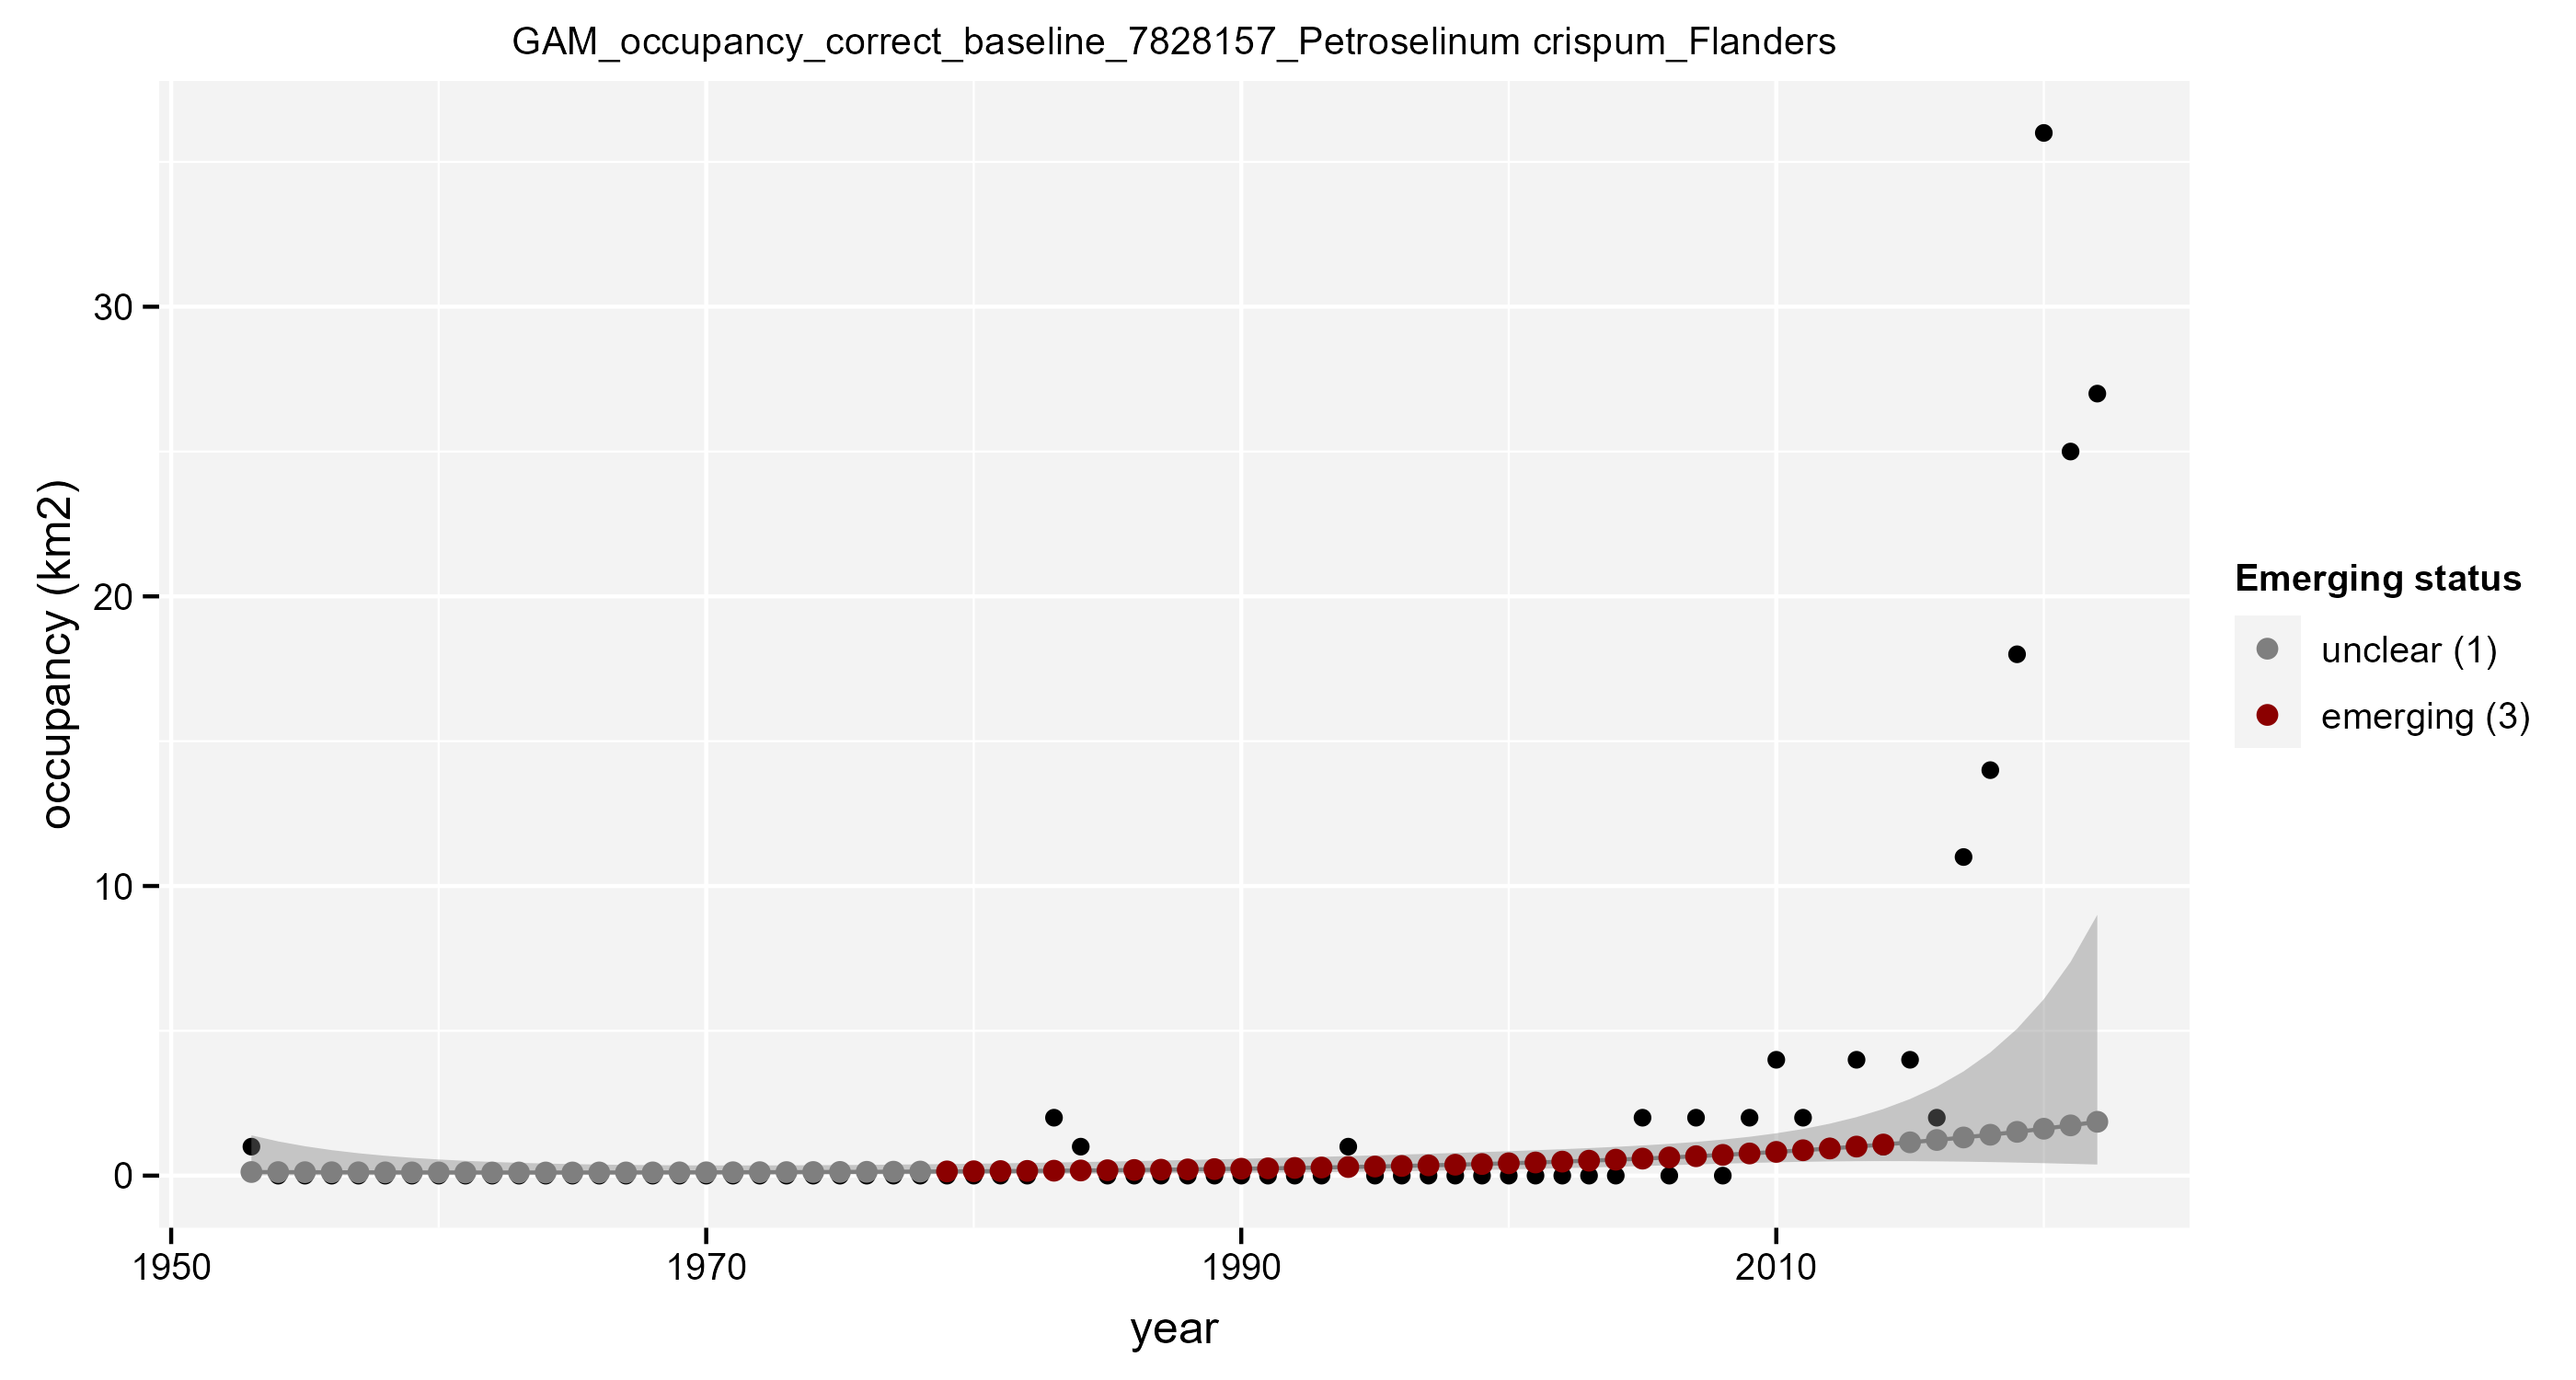 GAM_occupancy_correct_baseline_7828157_Petroselinum crispum_Flanders
occupancy (km2)
30
20
10
0
1950
1970
1990
2010
year
Emerging status
unclear (1)
emerging (3)